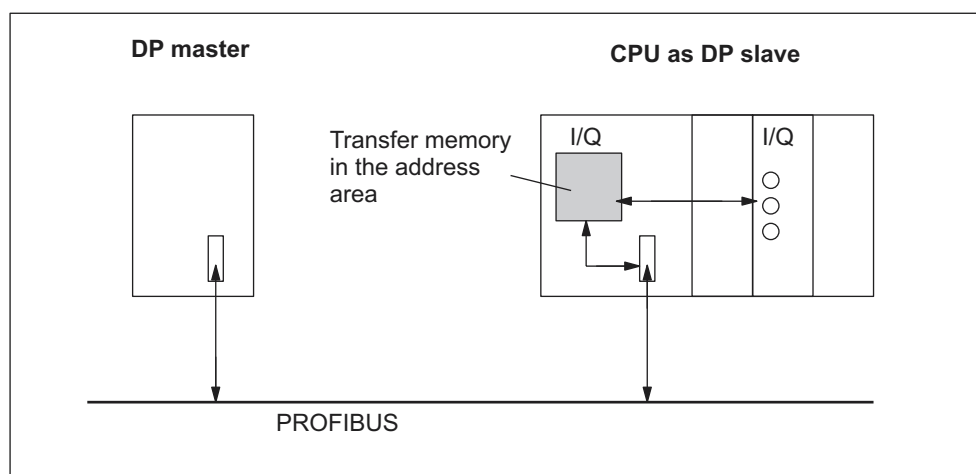 DP master
CPU as DP slave
Transfer memory
in the address
area
I/Q
I/Q
PROFIBUS